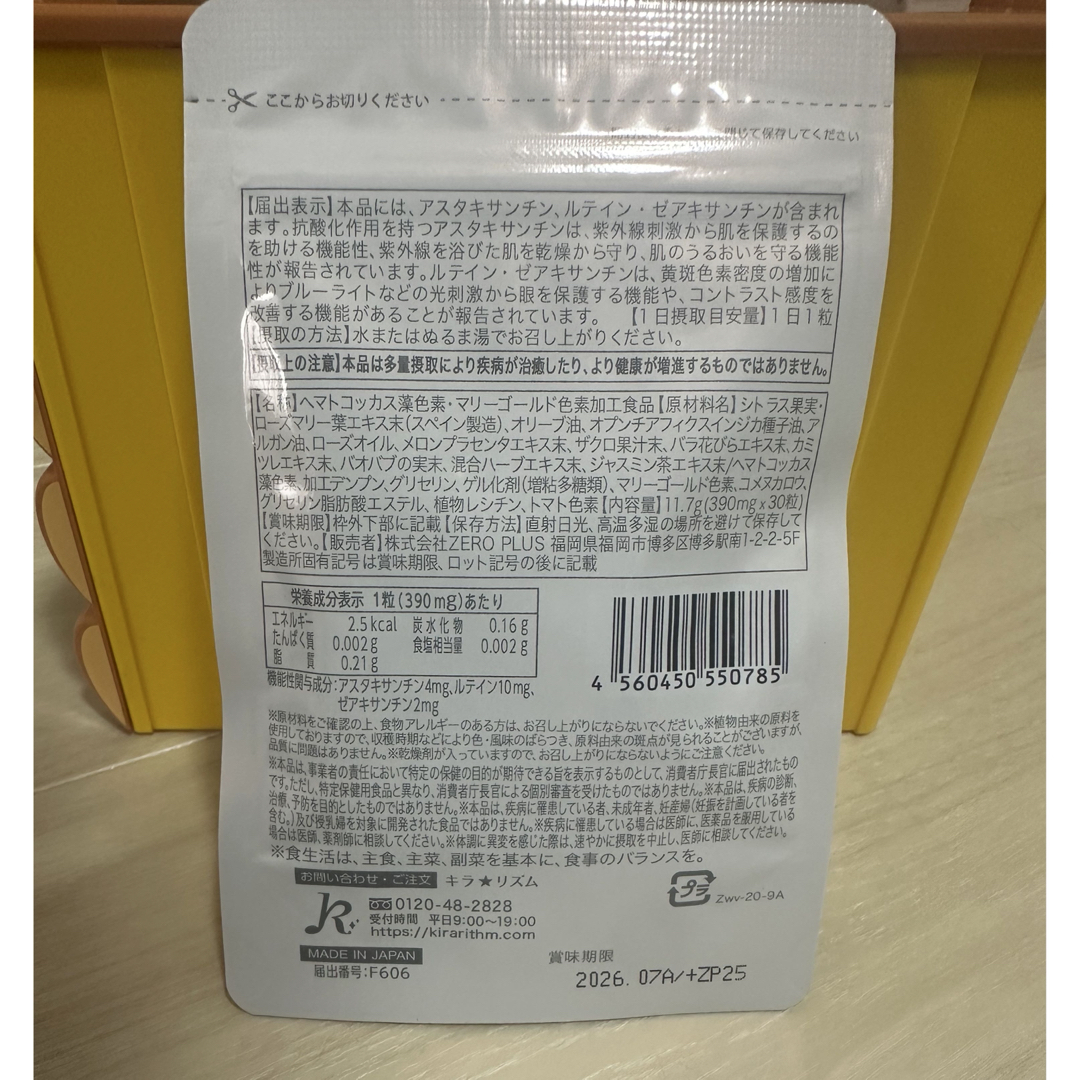 ここからお切りください
閉じて保存してください
【届出表示】本品には、アスタキサンチン、ルテイン・ゼアキサンチンが含まれ
ます。抗酸化作用を持つアスタキサンチンは、紫外線刺激から肌を保護するの
を助ける機能性、紫外線を浴びた肌を乾燥から守り、肌のうるおいを守る機能
性が報告されています。ルテイン・ゼアキサンチンは、黄斑色素密度の増加に
よりブルーライトなどの光刺激から眼を保護する機能や、コントラスト感度を
改善する機能があることが報告されています。 【1日摂取目安量】1日1粒
【摂取の方法】水またはぬるま湯でお召し上がりください。
【摂取上の注意】本品は多量摂取により疾病が治癒したり、より健康が増進するものではありません。
【名称】ヘマトコッカス藻色素・マリーゴールド色素加工食品【原材料名】シトラス果実・
ローズマリー葉エキス末(スペイン製造)、オリーブ油、オプンチアフィクスインジカ種子油、ア
ルガン油、ローズオイル、メロンプラセンタエキス末、ザクロ果汁末、バラ花びらエキス末、カミ
ツレエキス末、バオバブの実末、混合ハーブエキス末、ジャスミン茶エキス末/ヘマトコッカス
藻色素、加工デンプン、グリセリン、ゲル化剤(増粘多糖類)、マリーゴールド色素、コメヌカロウ、
グリセリン脂肪酸エステル、植物レシチン、トマト色素【内容量】11.7g(390mg×30粒)
【賞味期限】枠外下部に記載【保存方法】直射日光、高温多湿の場所を避けて保存して
ください。【販売者】株式会社ZERO PLUS 福岡県福岡市博多区博多駅南1-2-2-5F
製造所固有記号は賞味期限、ロット記号の後に記載
栄養成分表示 1粒(390mg)あたり
エネルギー 2.5kcal 炭水化物 0.16g
たんぱく質 0.002g 食塩相当量 0.002g
脂質 0.21g
機能性関与成分:アスタキサンチン4mg、ルテイン10mg、
ゼアキサンチン2mg
4 560450 550785
※原材料をご確認の上、食物アレルギーのある方は、お召し上がりにならないでください。※植物由来の原料を
使用しておりますので、収穫時期などにより色・風味のばらつき、原料由来の斑点が見られることがございますが、
品質に問題はありません。※乾燥剤が入っていますので、お召し上がりにならないようにご注意ください。
※本品は、事業者の責任において特定の保健の目的が期待できる旨を表示するものとして、消費者庁長官に届出されたもの
です。ただし、特定保健用食品と異なり、消費者庁長官による個別審査を受けたものではありません。※本品は、疾病の診断、
治療、予防を目的としたものではありません。※本品は、疾病に罹患している者、未成年者、妊産婦(妊娠を計画している者を
含む。)及び授乳婦を対象に開発された食品ではありません。※疾病に罹患している場合は医師に、医薬品を服用している
場合は医師、薬剤師に相談してください。※体調に異変を感じた際は、速やかに摂取を中止し、医師に相談してください。
※食生活は、主食、主菜、副菜を基本に、食事のバランスを。
お問い合わせ・ご注文 キラ★リズム
0120-48-2828
受付時間 平日9:00〜19:00
https://kirarithm.com
プラ
Zwv-20-9A
MADE IN JAPAN
届出番号:F606
賞味期限
2026. 07A/+ZP25